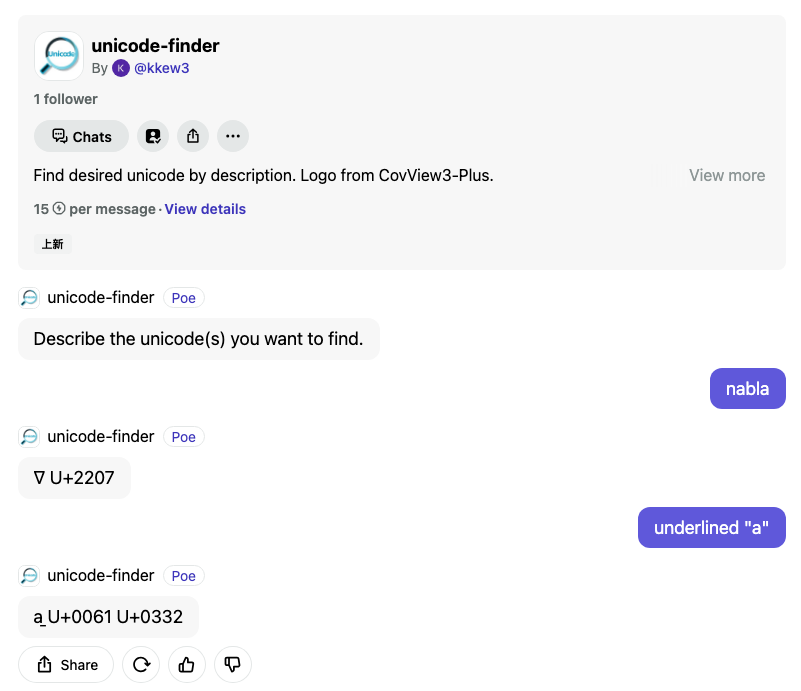 Unicode
unicode-finder
By K @kkew3
1 follower
Chats
Find desired unicode by description. Logo from CovView3-Plus.
View more
15 per message · View details
上新
unicode-finder Poe
Describe the unicode(s) you want to find.
nabla
unicode-finder Poe
∇ U+2207
underlined "a"
unicode-finder Poe
a ̲ U+0061 U+0332
Share